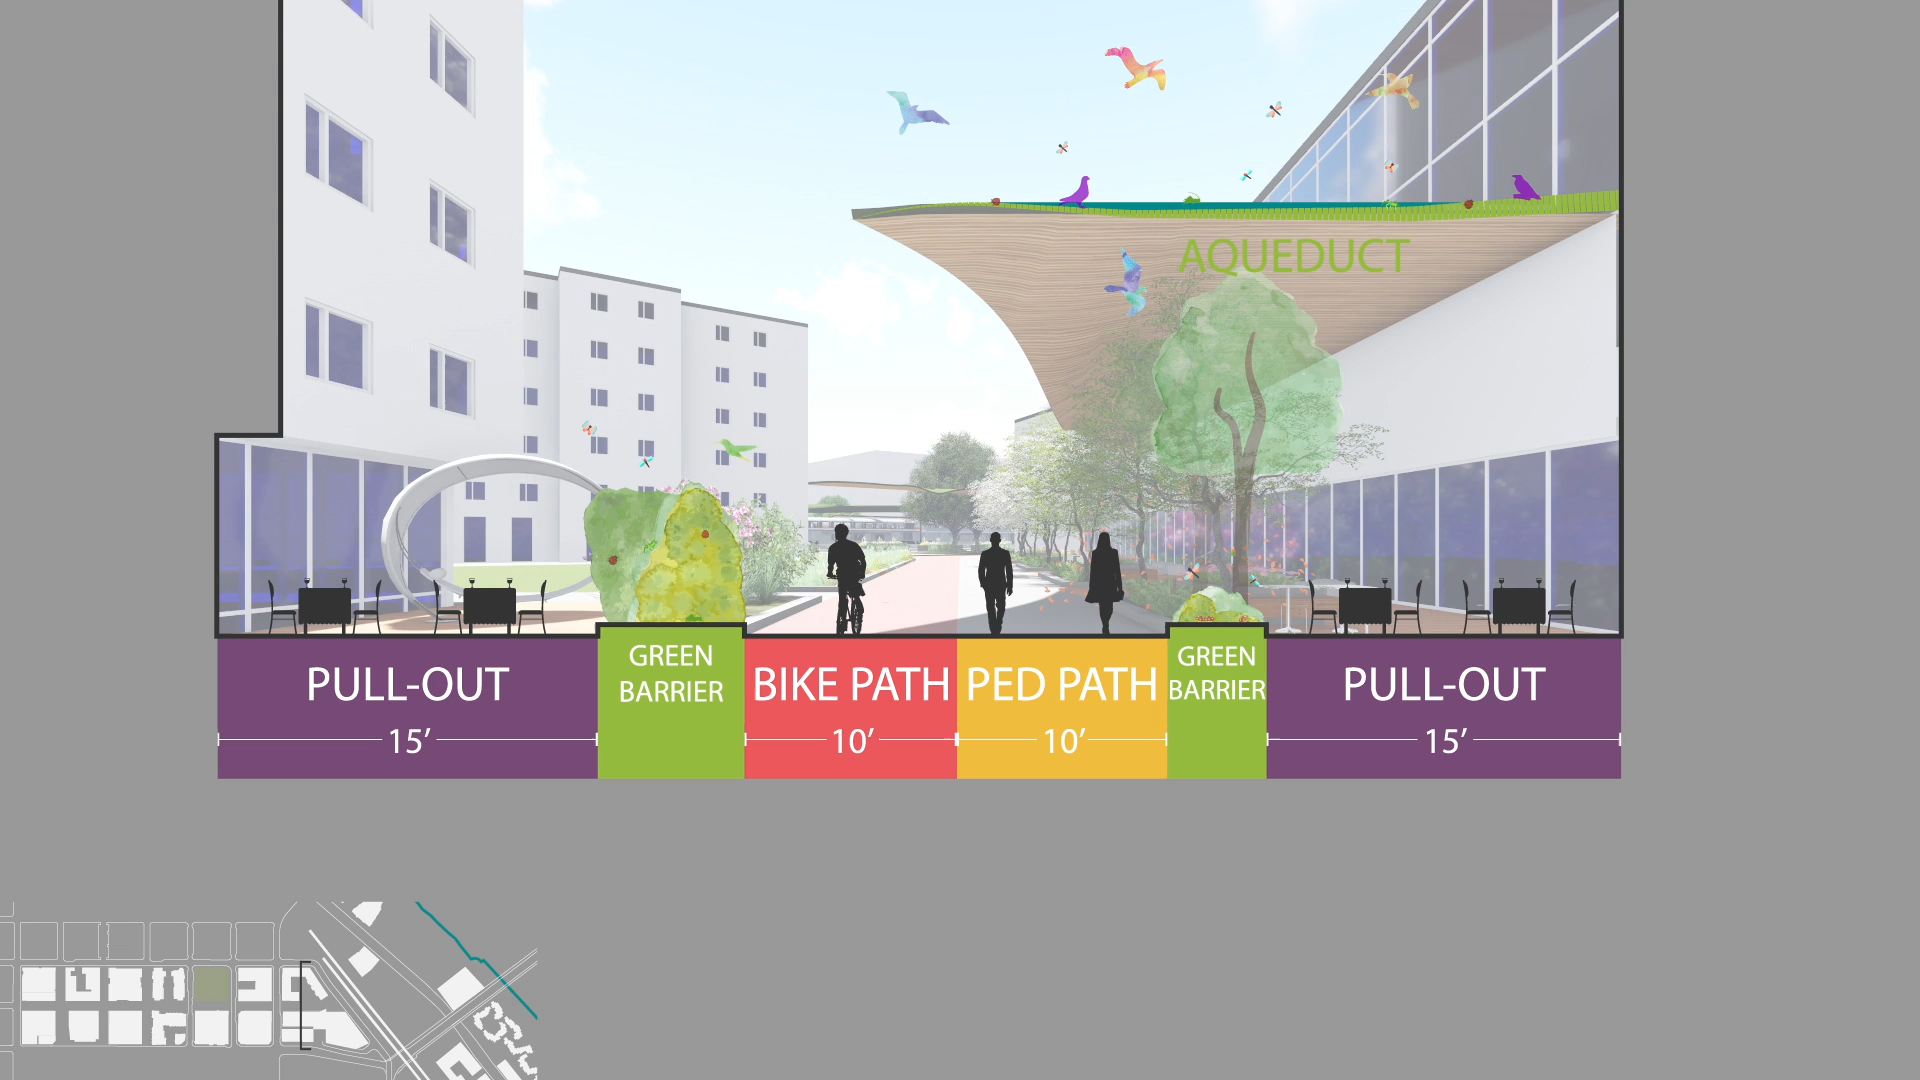 AQUEDUCT
PULL-OUT
15’
GREEN
BARRIER
BIKE PATH
10’
PED PATH
10’
GREEN
BARRIER
PULL-OUT
15’